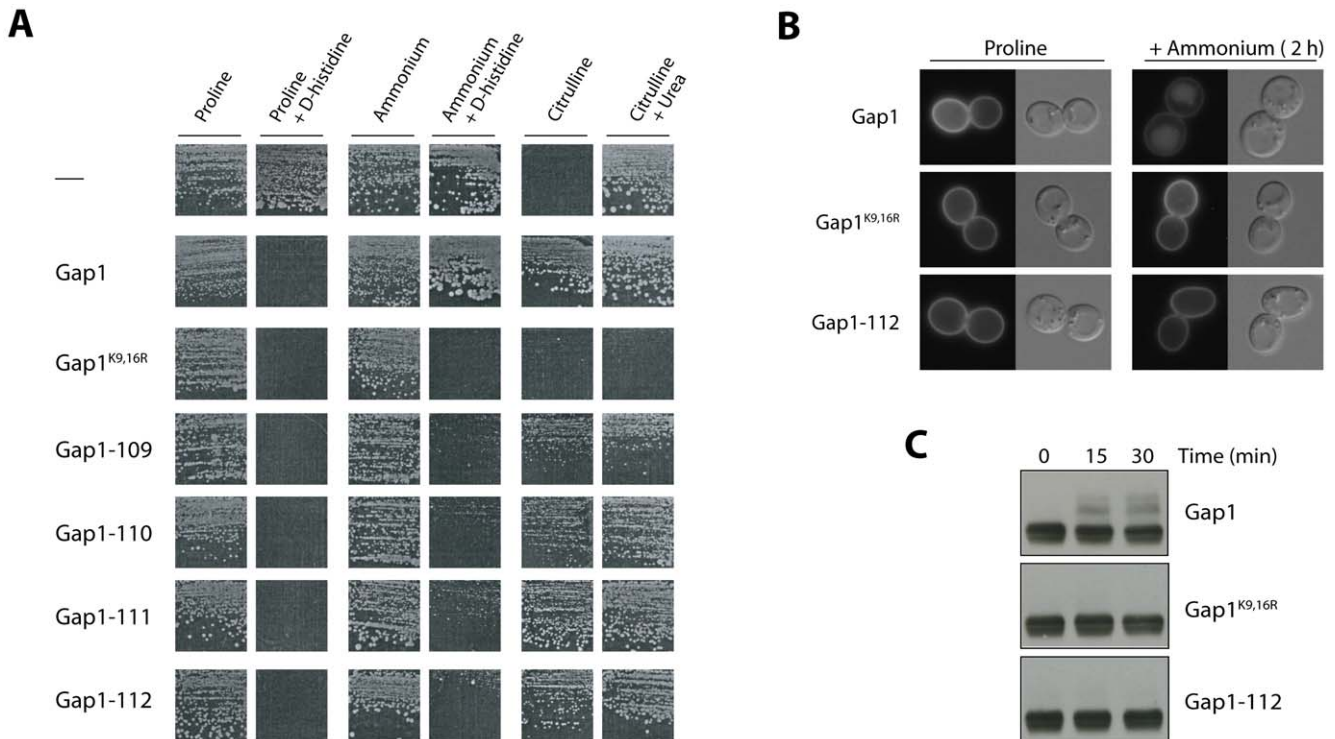 A
Proline
Proline
+ D-histidine
Ammonium
Ammonium
+ D-histidine
Citrulline
Citrulline
+ Urea
—
Gap1
Gap1K9,16R
Gap1-109
Gap1-110
Gap1-111
Gap1-112
B
Proline
+ Ammonium ( 2 h)
Gap1
Gap1K9,16R
Gap1-112
C
0 15 30 Time (min)
Gap1
Gap1K9,16R
Gap1-112